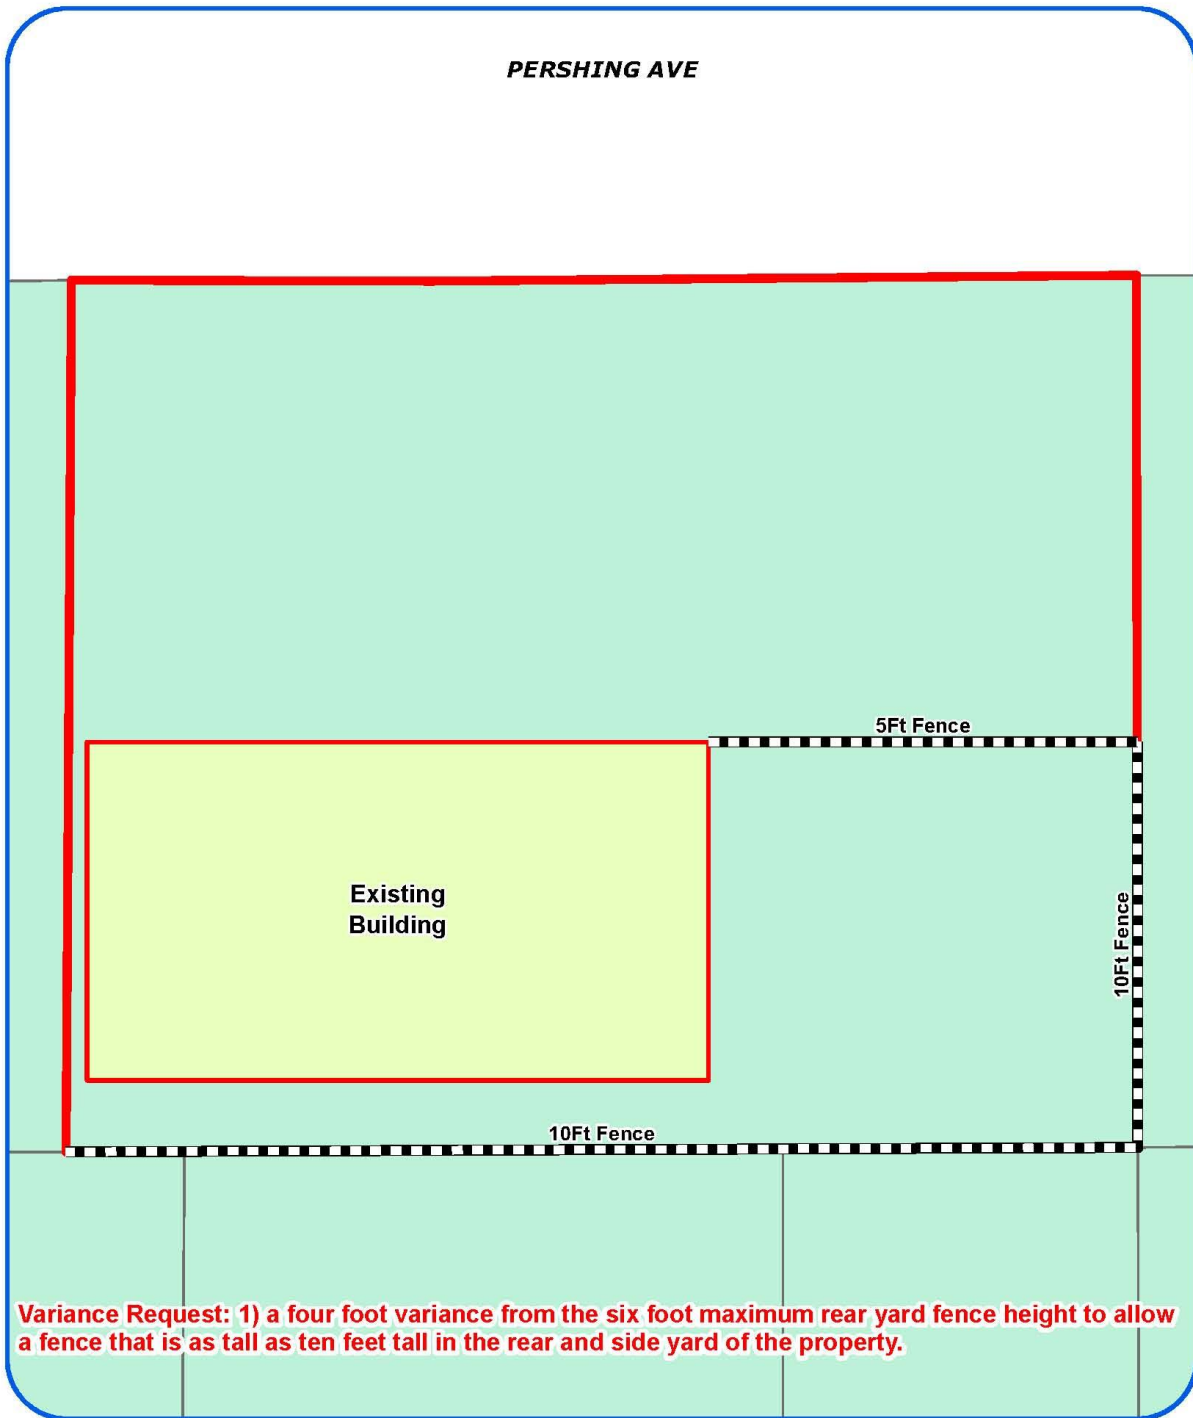 PERSHING AVE
5Ft Fence
Existing
Building
10Ft Fence
10Ft Fence
Variance Request: 1) a four foot variance from the six foot maximum rear yard fence height to allow
a fence that is as tall as ten feet tall in the rear and side yard of the property.